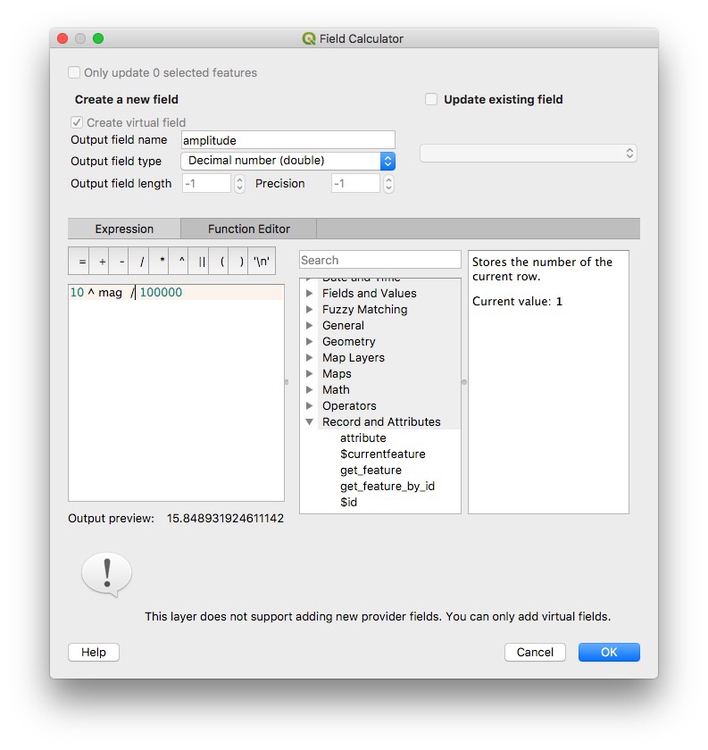 Field Calculator
Only update 0 selected features
Create a new field
Update existing field
Create virtual field
Output field name amplitude
Output field type Decimal number (double)
Output field length -1 Precision -1
Expression Function Editor
= + - / * ^ || ( ) '\n'
Search
10 ^ mag / 100000
Date and Time
Fields and Values
Fuzzy Matching
General
Geometry
Map Layers
Maps
Math
Operators
Record and Attributes
attribute
$currentfeature
get_feature
get_feature_by_id
$id
Stores the number of the
current row.
Current value: 1
Output preview: 15.848931924611142
This layer does not support adding new provider fields. You can only add virtual fields.
Help Cancel OK